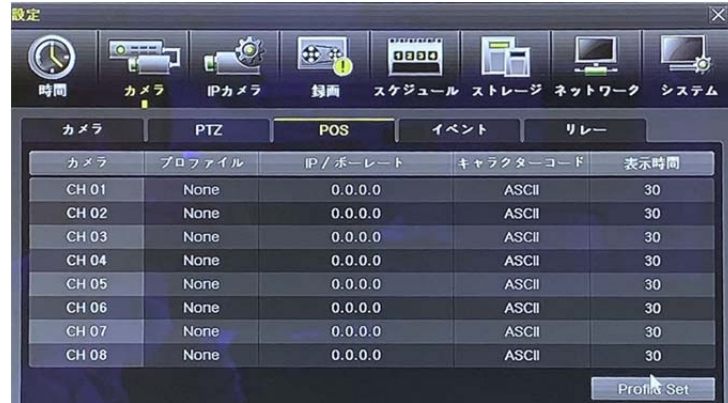 設定
時間 カメラ IPカメラ 録画 スケジュール ストレージ ネットワーク システム
カメラ PTZ POS イベント リレー
カメラ プロファイル IP / ボーレート キャラクターコード 表示時間
CH 01 None 0.0.0.0 ASCII 30
CH 02 None 0.0.0.0 ASCII 30
CH 03 None 0.0.0.0 ASCII 30
CH 04 None 0.0.0.0 ASCII 30
CH 05 None 0.0.0.0 ASCII 30
CH 06 None 0.0.0.0 ASCII 30
CH 07 None 0.0.0.0 ASCII 30
CH 08 None 0.0.0.0 ASCII 30
Profile Set